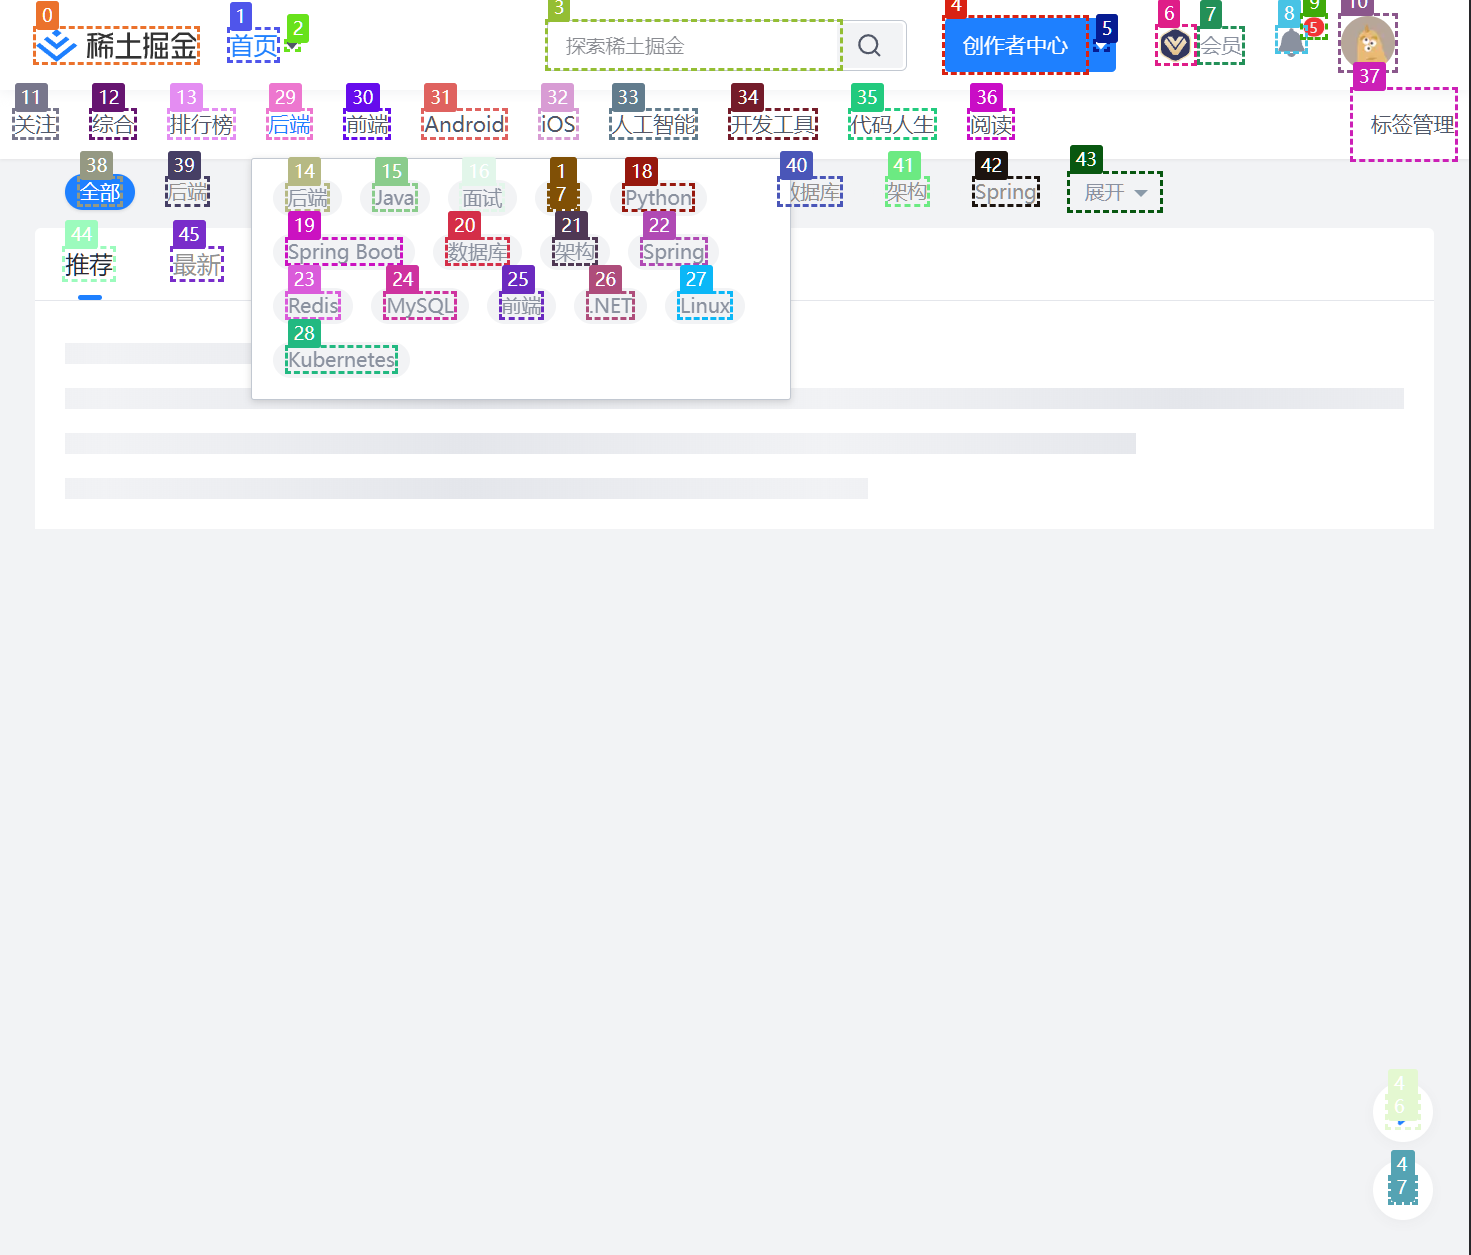 0 1 2 3 4 5 6 7 8 9 10
稀土掘金 首页 探索稀土掘金 创作者中心 会员 5
11 12 13 29 30 31 32 33 34 35 36 37
关注 综合 排行榜 后端 前端 Android iOS 人工智能 开发工具 代码人生 阅读 标签管理
38 39 14 15 16 17 18 40 41 42 43
全部 后端 后端 Java 面试 Python 数据库 架构 Spring 展开
44 45 19 20 21 22
推荐 最新 Spring Boot 数据库 架构 Spring
23 24 25 26 27
Redis MySQL 前端 .NET Linux
28
Kubernetes
46
47